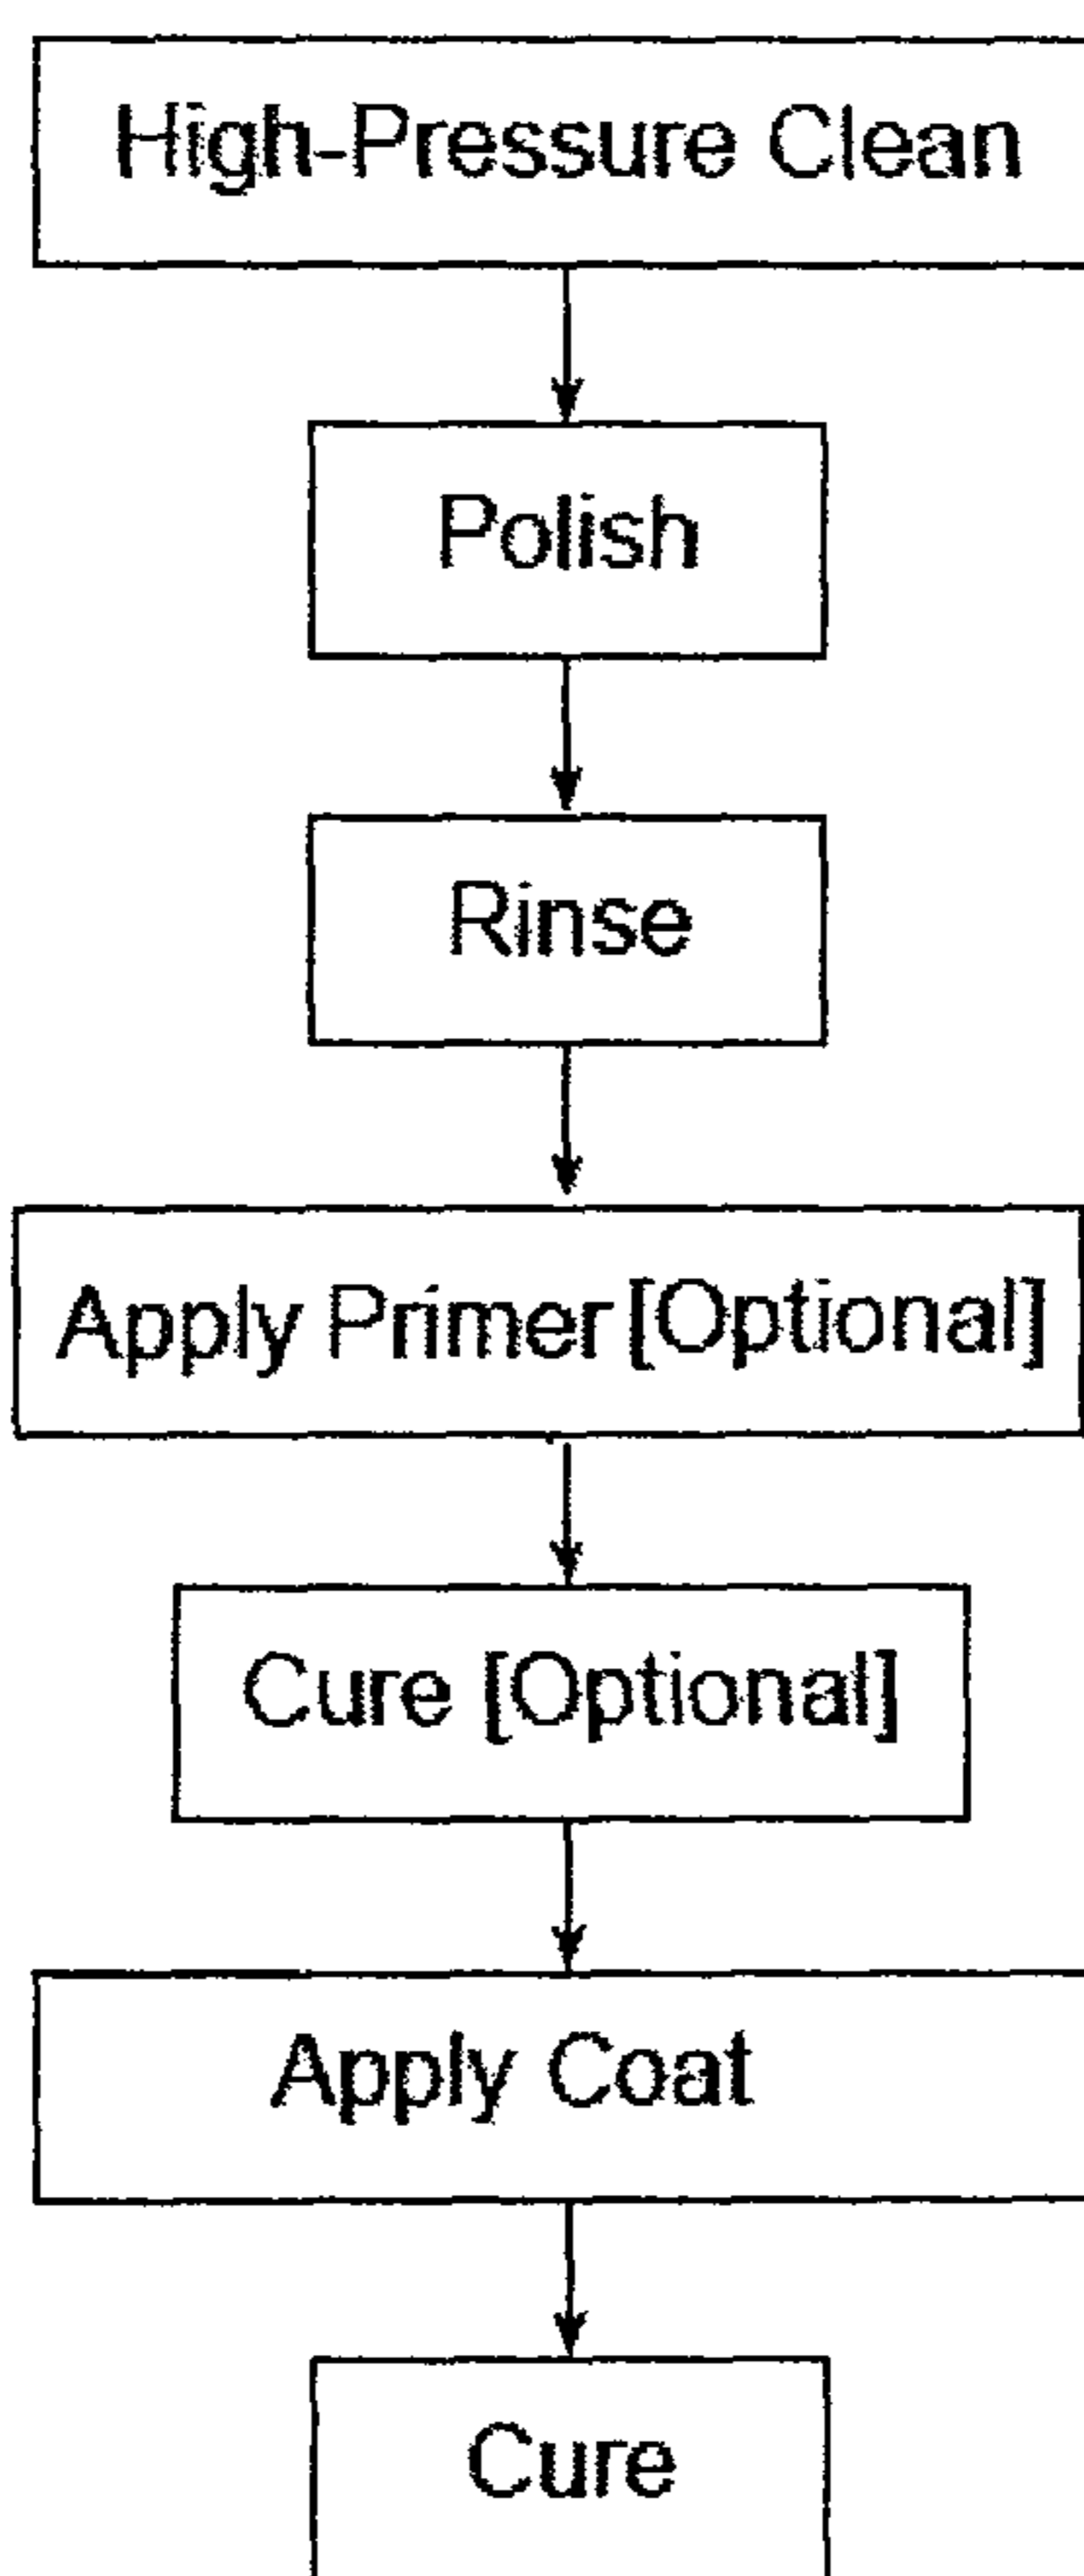 High-Pressure Clean
Polish
Rinse
Apply Primer [Optional]
Cure [Optional]
Apply Coat
Cure